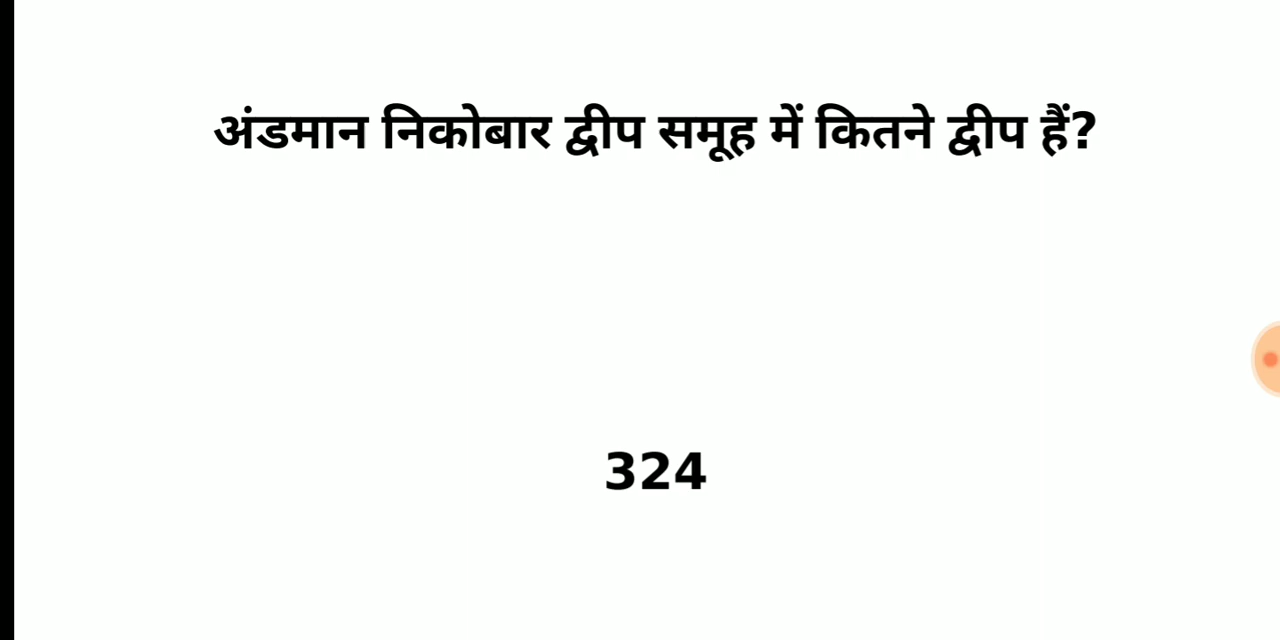 अंडमान निकोबार द्वीप समूह में कितने द्वीप हैं?
324